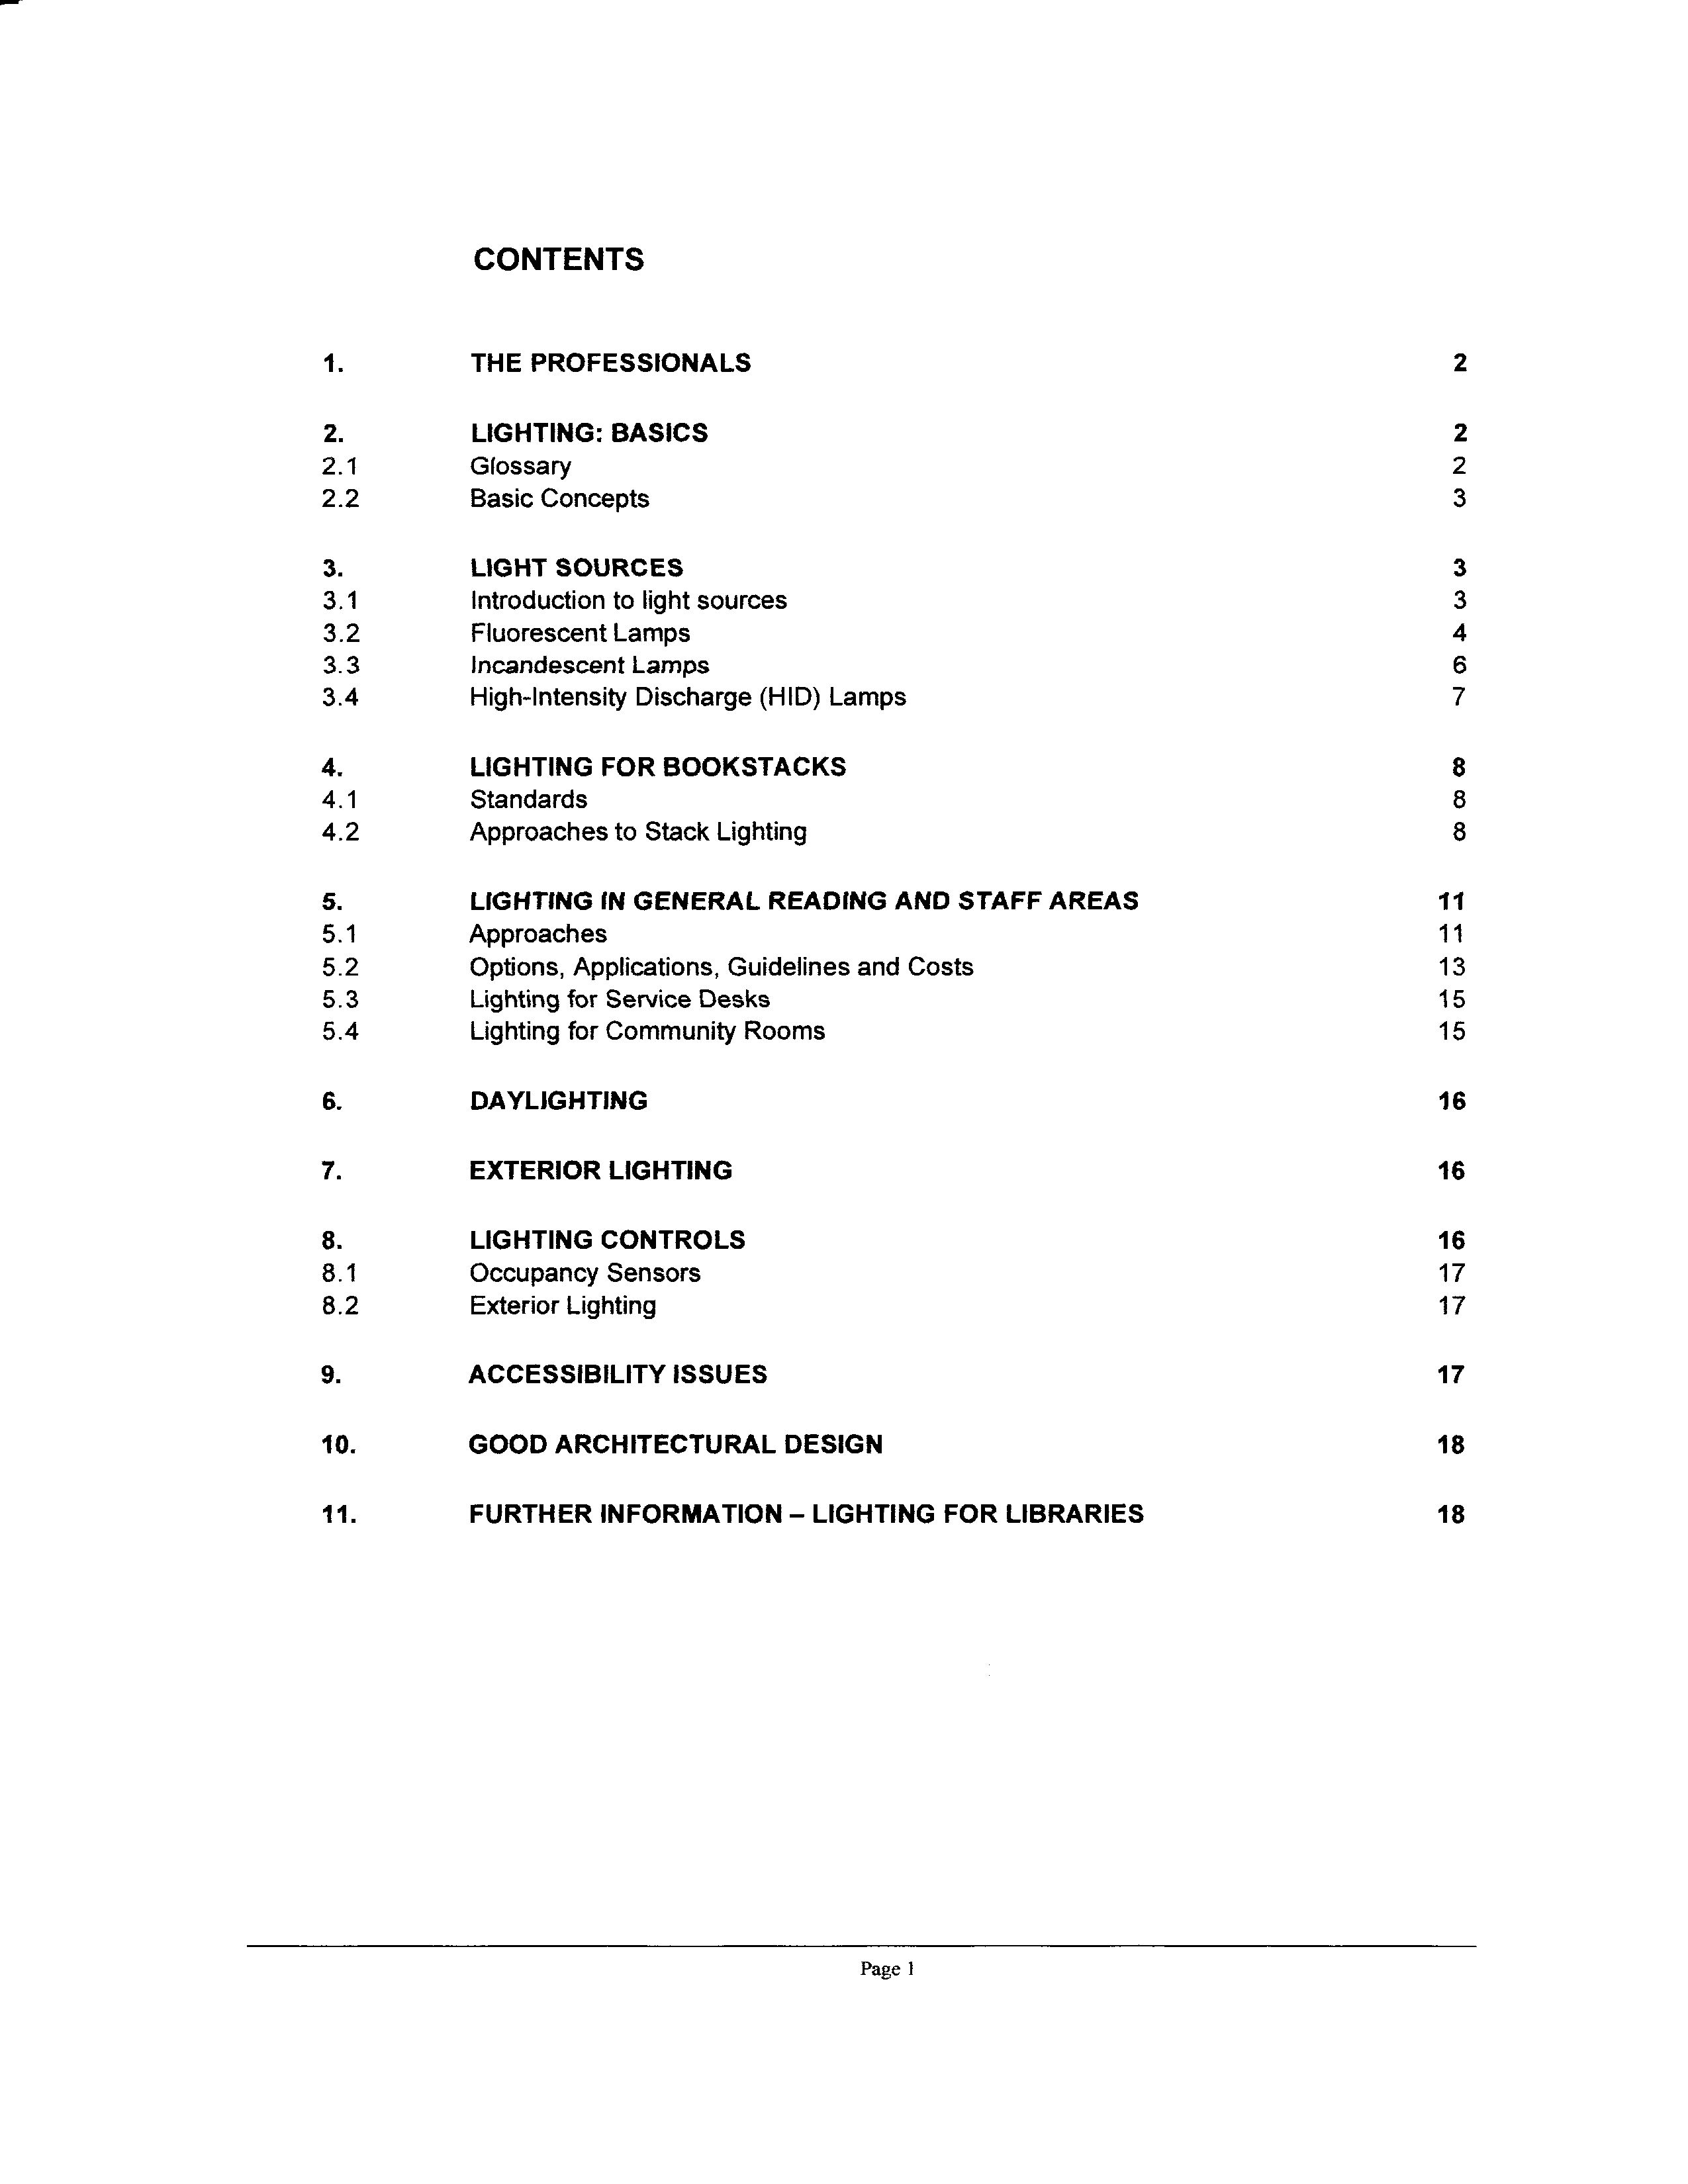 CONTENTS
1. THE PROFESSIONALS 2
2. LIGHTING: BASICS 2
2.1 Glossary 2
2.2 Basic Concepts 3
3. LIGHT SOURCES 3
3.1 Introduction to light sources 3
3.2 Fluorescent Lamps 4
3.3 Incandescent Lamps 6
3.4 High-Intensity Discharge (HID) Lamps 7
4. LIGHTING FOR BOOKSTACKS 8
4.1 Standards 8
4.2 Approaches to Stack Lighting 8
5. LIGHTING IN GENERAL READING AND STAFF AREAS 11
5.1 Approaches 11
5.2 Options, Applications, Guidelines and Costs 13
5.3 Lighting for Service Desks 15
5.4 Lighting for Community Rooms 15
6. DAYLIGHTING 16
7. EXTERIOR LIGHTING 16
8. LIGHTING CONTROLS 16
8.1 Occupancy Sensors 17
8.2 Exterior Lighting 17
9. ACCESSIBILITY ISSUES 17
10. GOOD ARCHITECTURAL DESIGN 18
11. FURTHER INFORMATION – LIGHTING FOR LIBRARIES 18
Page 1